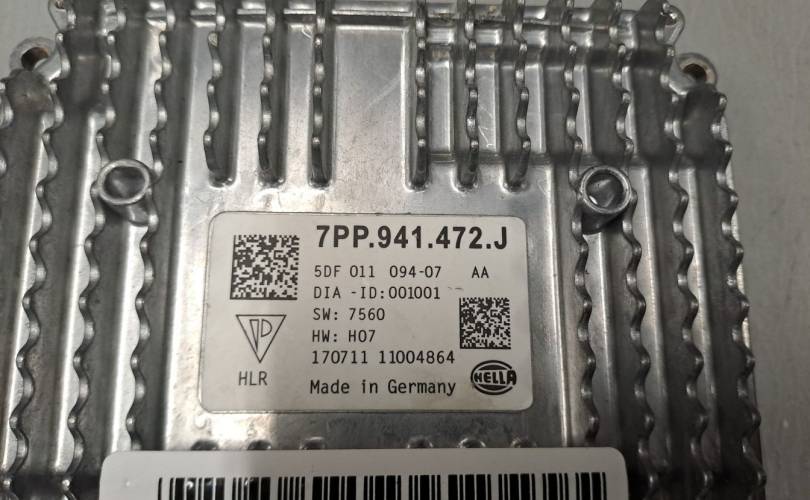 7PP.941.472.J
5DF 011 094-07 AA
DIA -ID:001001
SW: 7560
HW: H07
170711 11004864
HLR
Made in Germany
HELLA